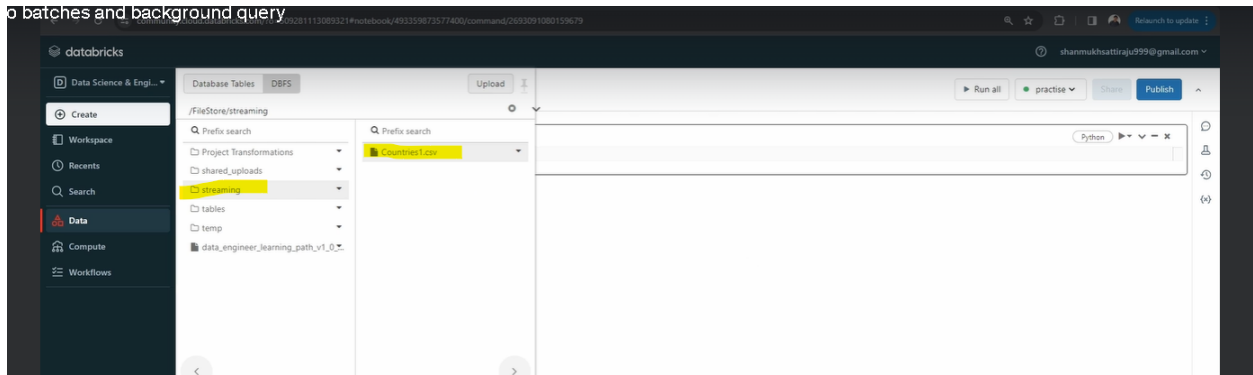 o batches and background query
databricks
shanmukhsattiraju999@gmail.com
Relaunch to update
Data Science & Engi...
Database Tables
DBFS
Upload
Run all
practise
Share
Publish
Create
/FileStore/streaming
Prefix search
Prefix search
Python
Workspace
Project Transformations
Countries1.csv
Recents
shared_uploads
Search
streaming
tables
Data
temp
Compute
data_engineer_learning_path_v1_0_...
Workflows